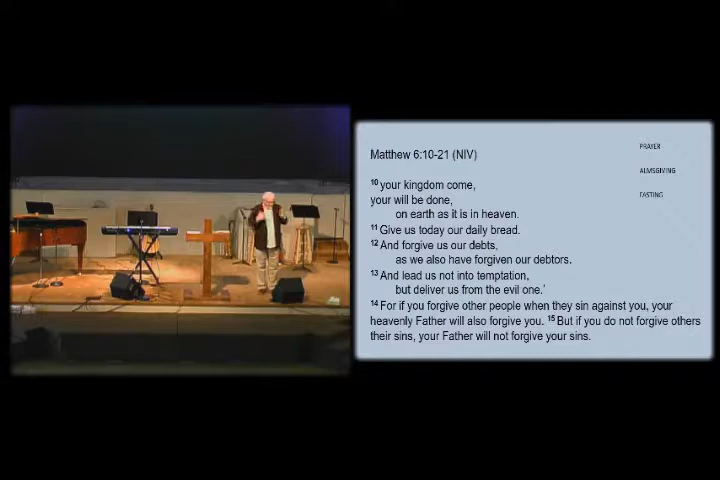 Matthew 6:10-21 (NIV)
10 your kingdom come,
your will be done,
on earth as it is in heaven.
11 Give us today our daily bread.
12 And forgive us our debts,
as we also have forgiven our debtors.
13 And lead us not into temptation,
but deliver us from the evil one.’
14 For if you forgive other people when they sin against you, your
heavenly Father will also forgive you. 15 But if you do not forgive others
their sins, your Father will not forgive your sins.
PRAYER
ALMSGIVING
FASTING